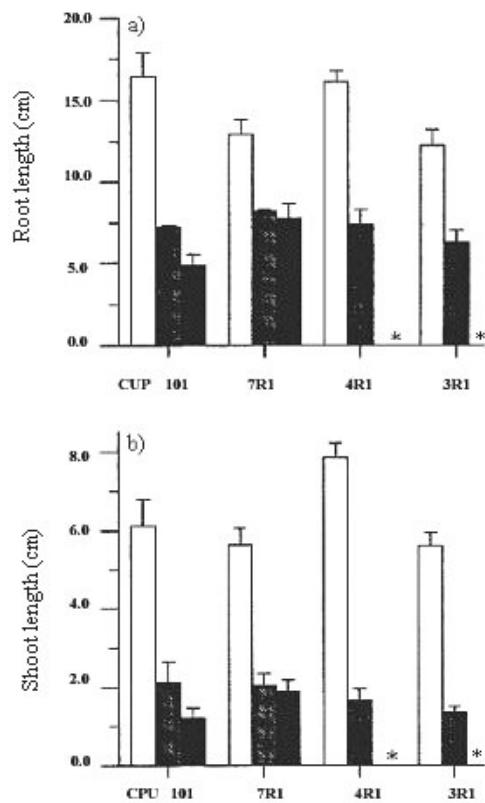 20.0
a)
15.0
10.0
5.0
0.0
Root length (cm)
*
*
CUP 101 7R1 4R1 3R1
b)
8.0
6.0
4.0
2.0
0.0
Shoot length (cm)
*
*
CPU 101 7R1 4R1 3R1